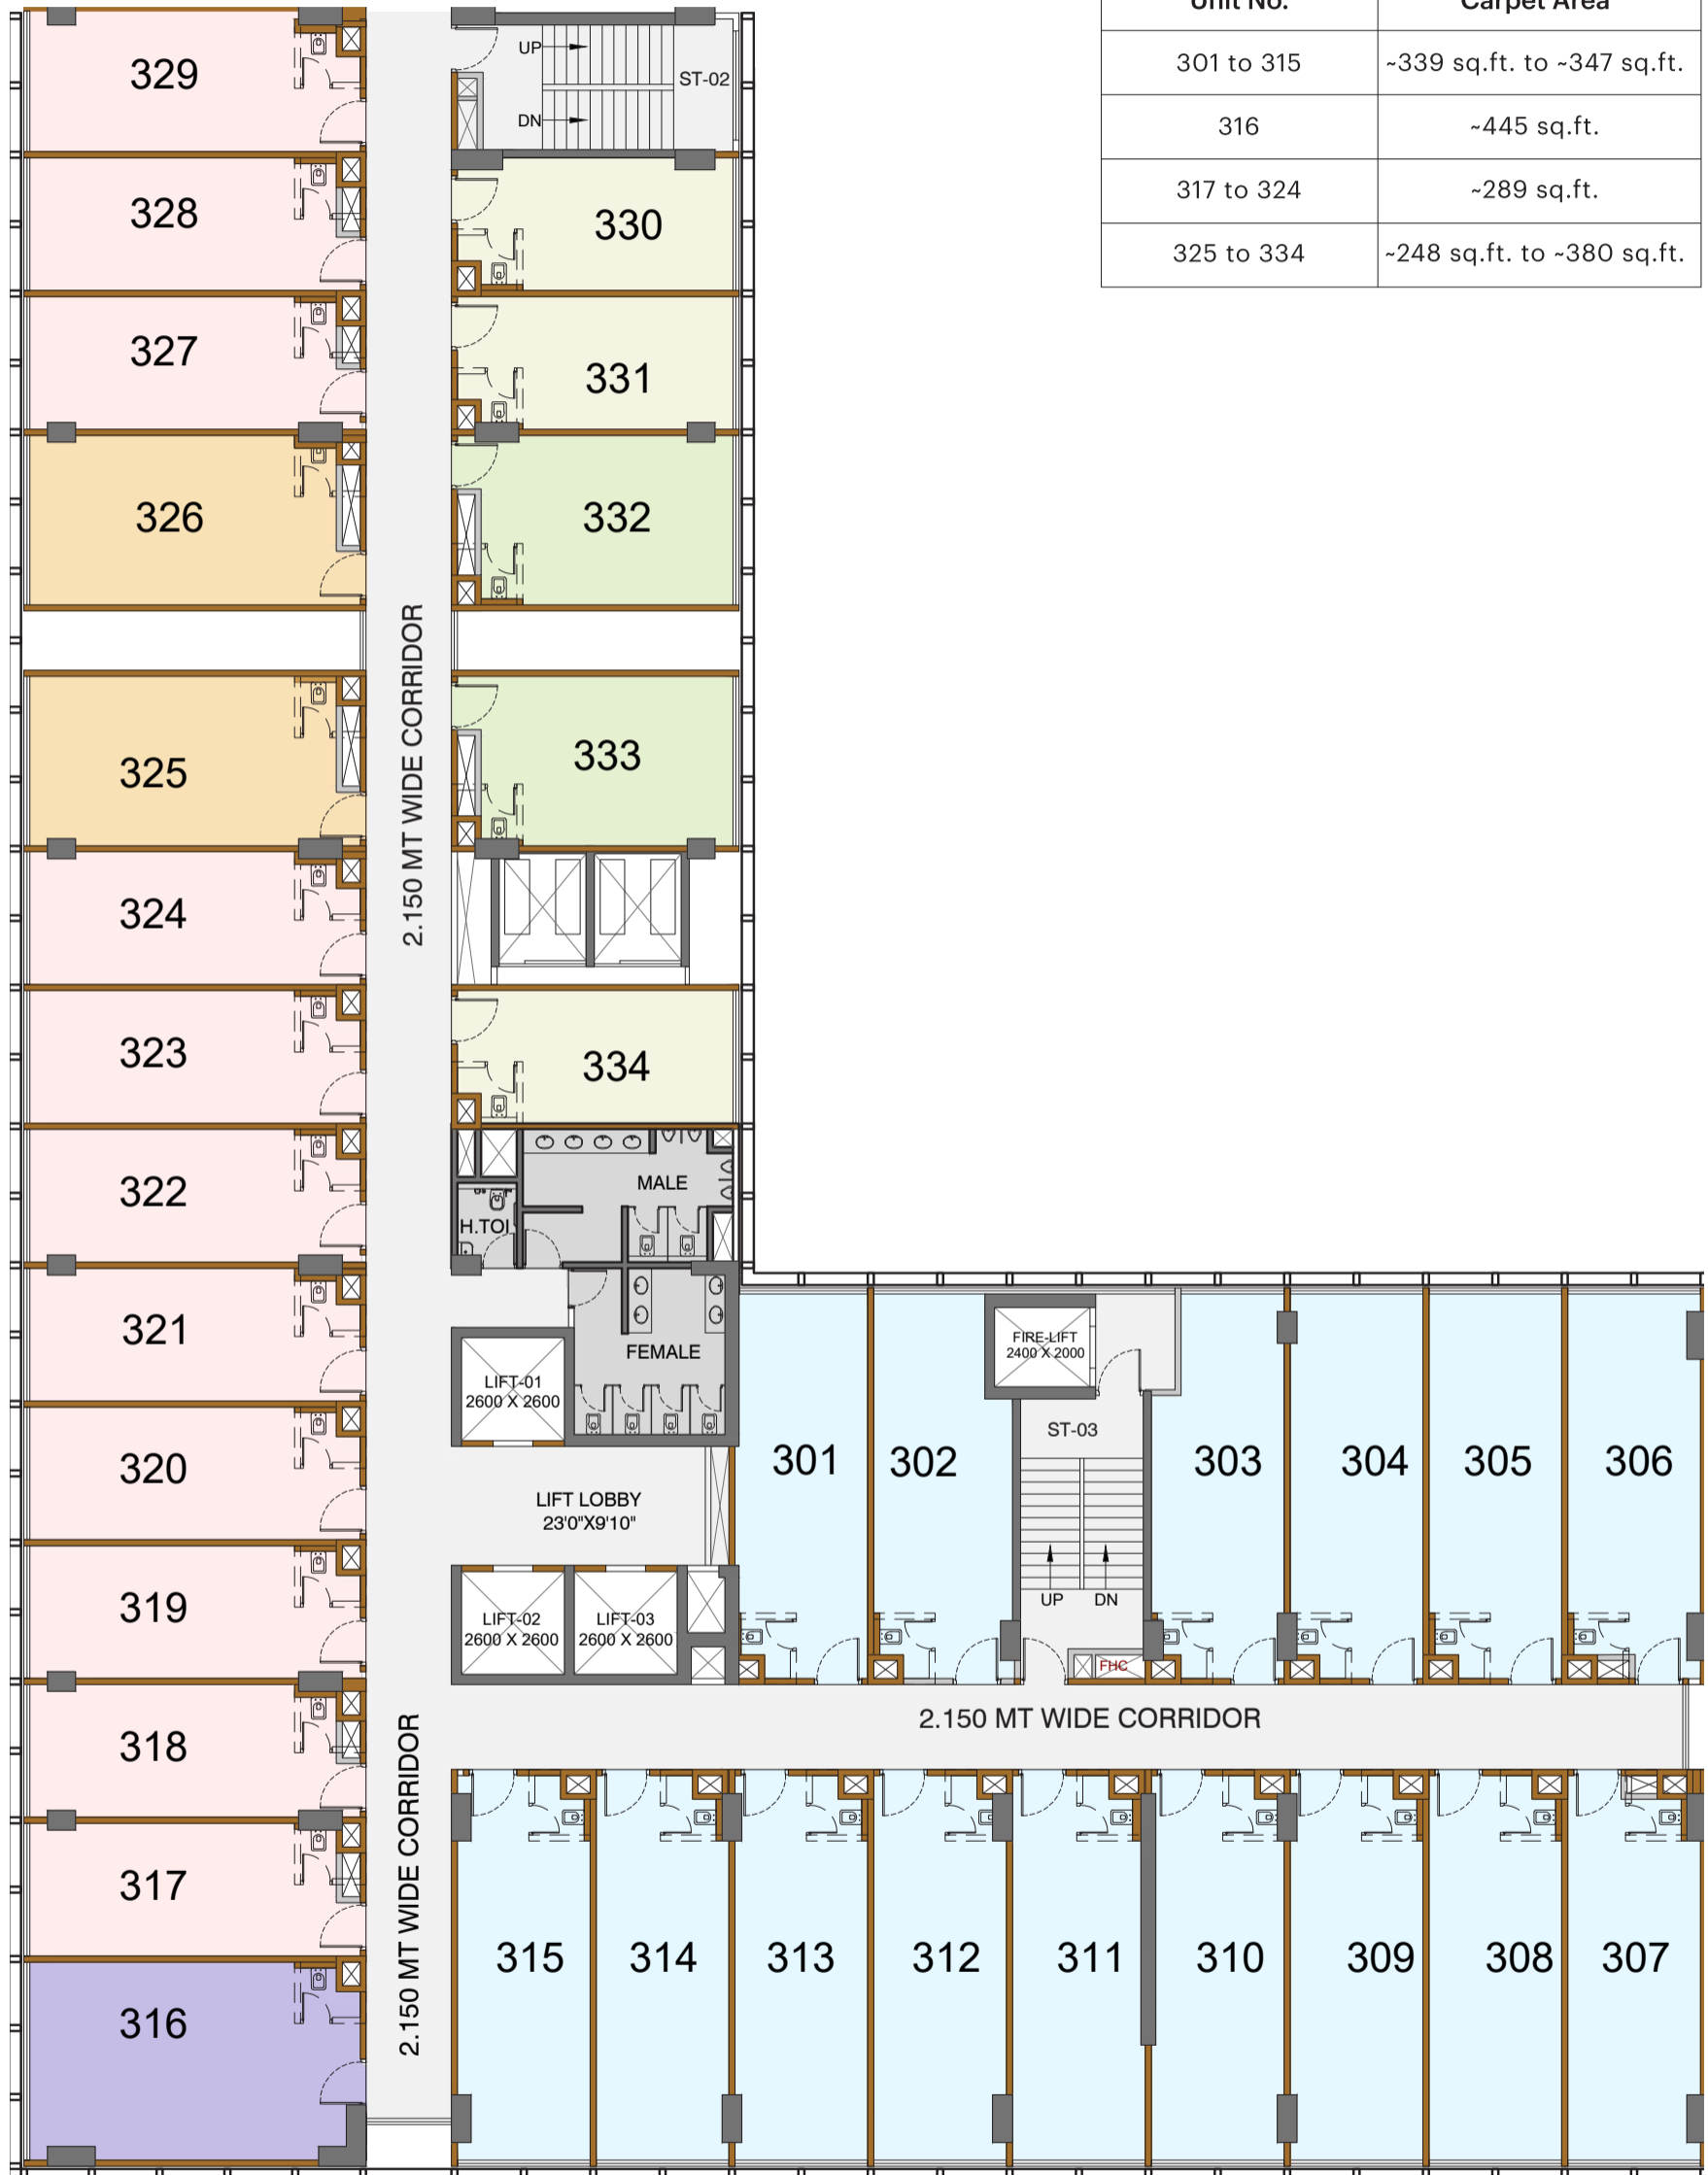 Unit No. Carpet Area
301 to 315 ~339 sq.ft. to ~347 sq.ft.
316 ~445 sq.ft.
317 to 324 ~289 sq.ft.
325 to 334 ~248 sq.ft. to ~380 sq.ft.
329
UP
ST-02
DN
328
330
327
331
326
332
2.150 MT WIDE CORRIDOR
325
333
324
323
334
322
MALE
H.TOI
321
FEMALE
LIFT-01
2600 X 2600
FIRE-LIFT
2400 X 2000
ST-03
320
301
302
303
304
305
306
LIFT LOBBY
23'0"X9'10"
319
LIFT-02
2600 X 2600
LIFT-03
2600 X 2600
UP
DN
FHC
318
2.150 MT WIDE CORRIDOR
2.150 MT WIDE CORRIDOR
317
315
314
313
312
311
310
309
308
307
316